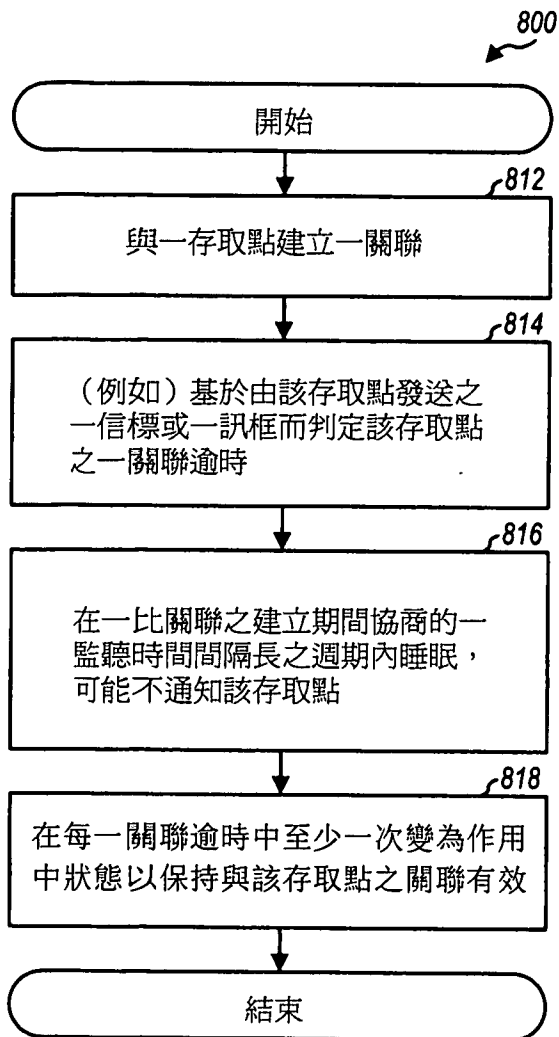 800
開始
812
與一存取點建立一關聯
814
（例如）基於由該存取點發送之
一信標或一訊框而判定該存取點
之一關聯逾時
816
在一比關聯之建立期間協商的一
監聽時間間隔長之週期內睡眠，
可能不通知該存取點
818
在每一關聯逾時中至少一次變為作用
中狀態以保持與該存取點之關聯有效
結束